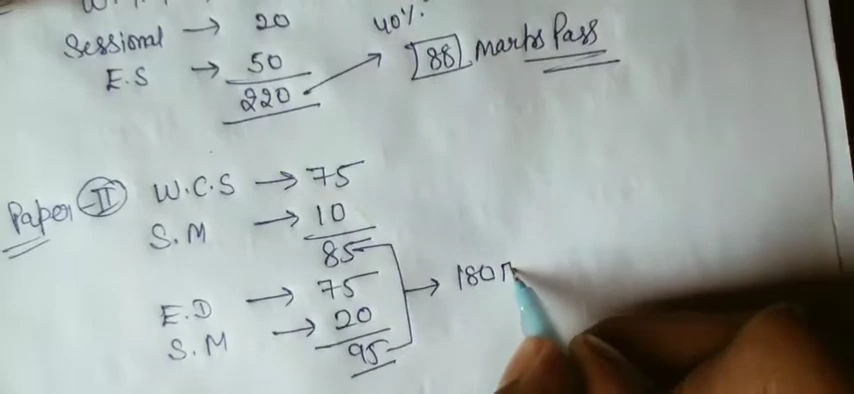 Sessional → 20
E.S → 50
220
40%.
88 marks Pass
Paper-II W.C.S → 75
S.M → 10
85
E.D → 75
S.M → 20
95
→ 180